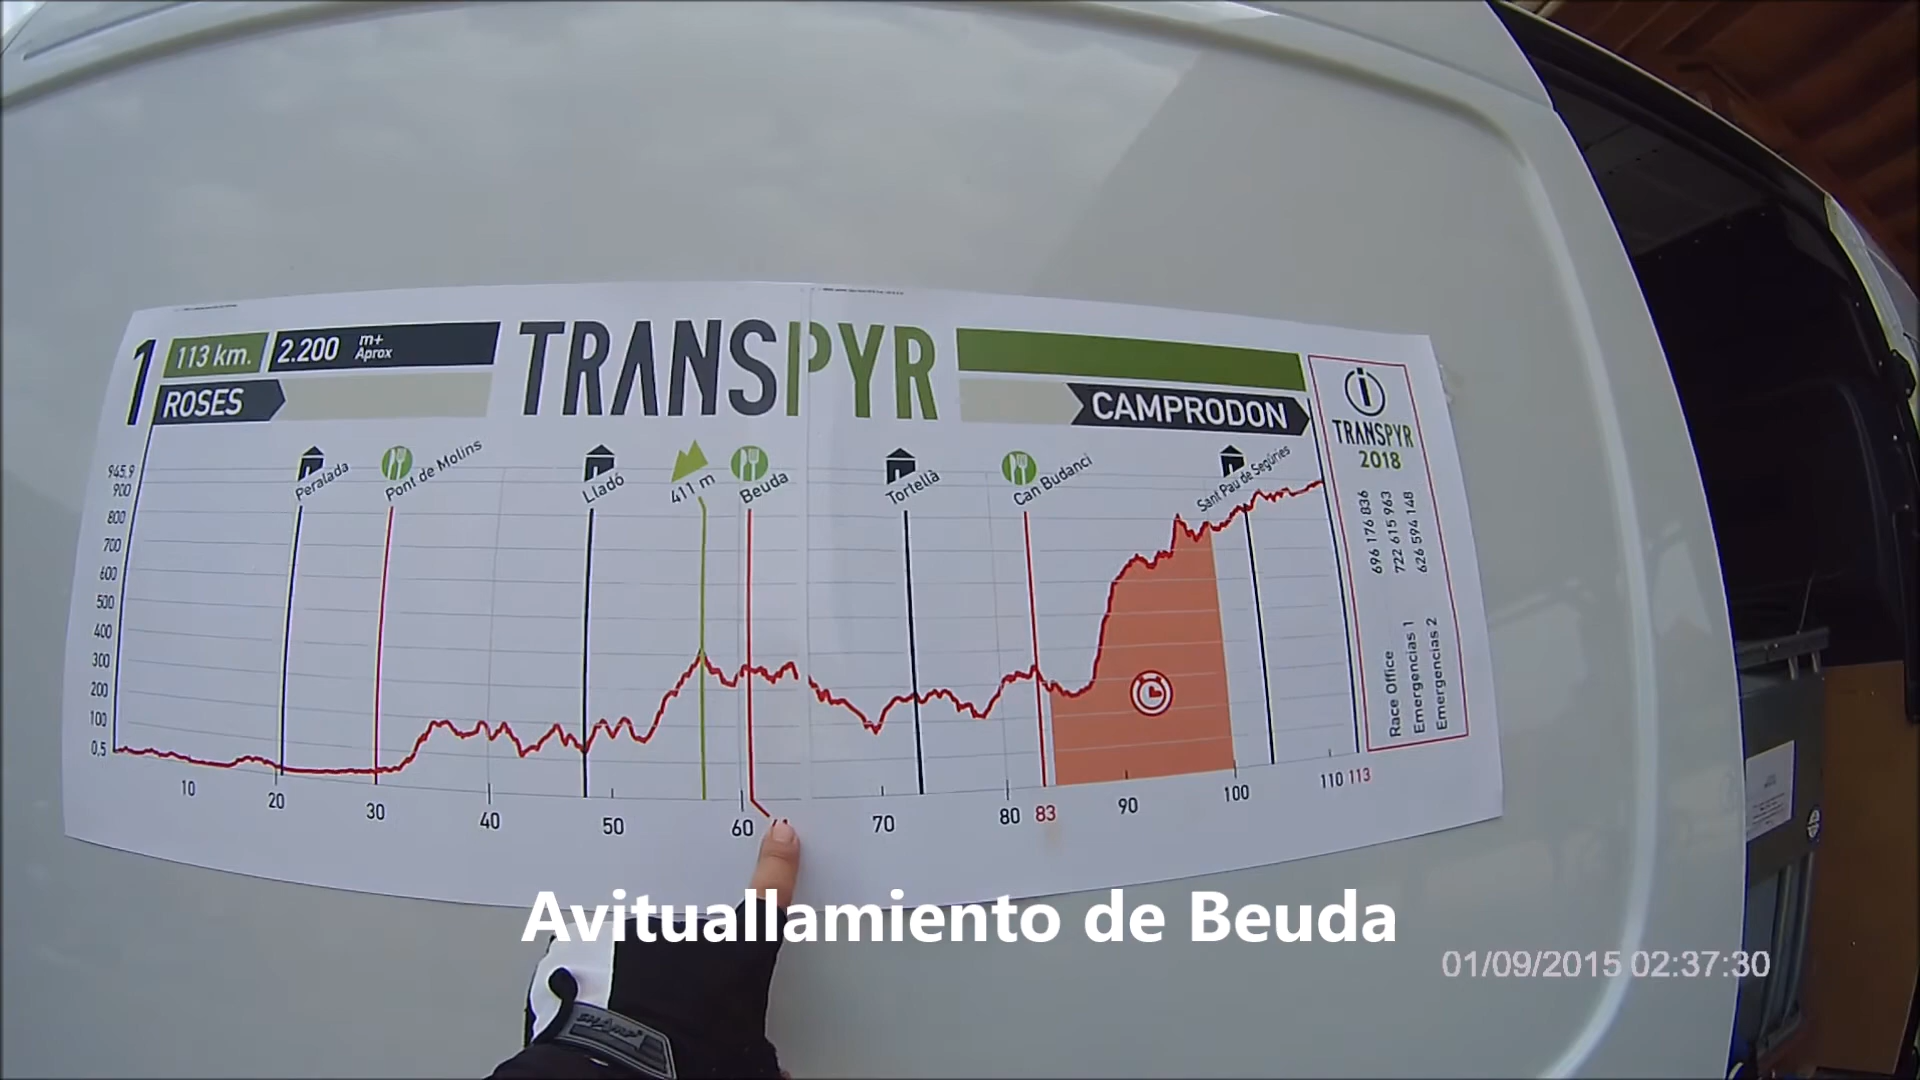 1
113 km.
2.200 m+ Aprox
TRANSPYR
ROSES
CAMPRODON
TRANSPYR
2018
Peralada
Pont de Molins
Lladó
411 m
Beuda
Tortellà
Can Budanci
Sant Pau de Segúries
945,9
900
800
700
600
500
400
300
200
100
0,5
10 20 30 40 50 60 70 80 83 90 100 110 113
Race Office 696 176 836
Emergencias 1 722 615 963
Emergencias 2 626 594 148
Avituallamiento de Beuda
01/09/2015 02:37:30